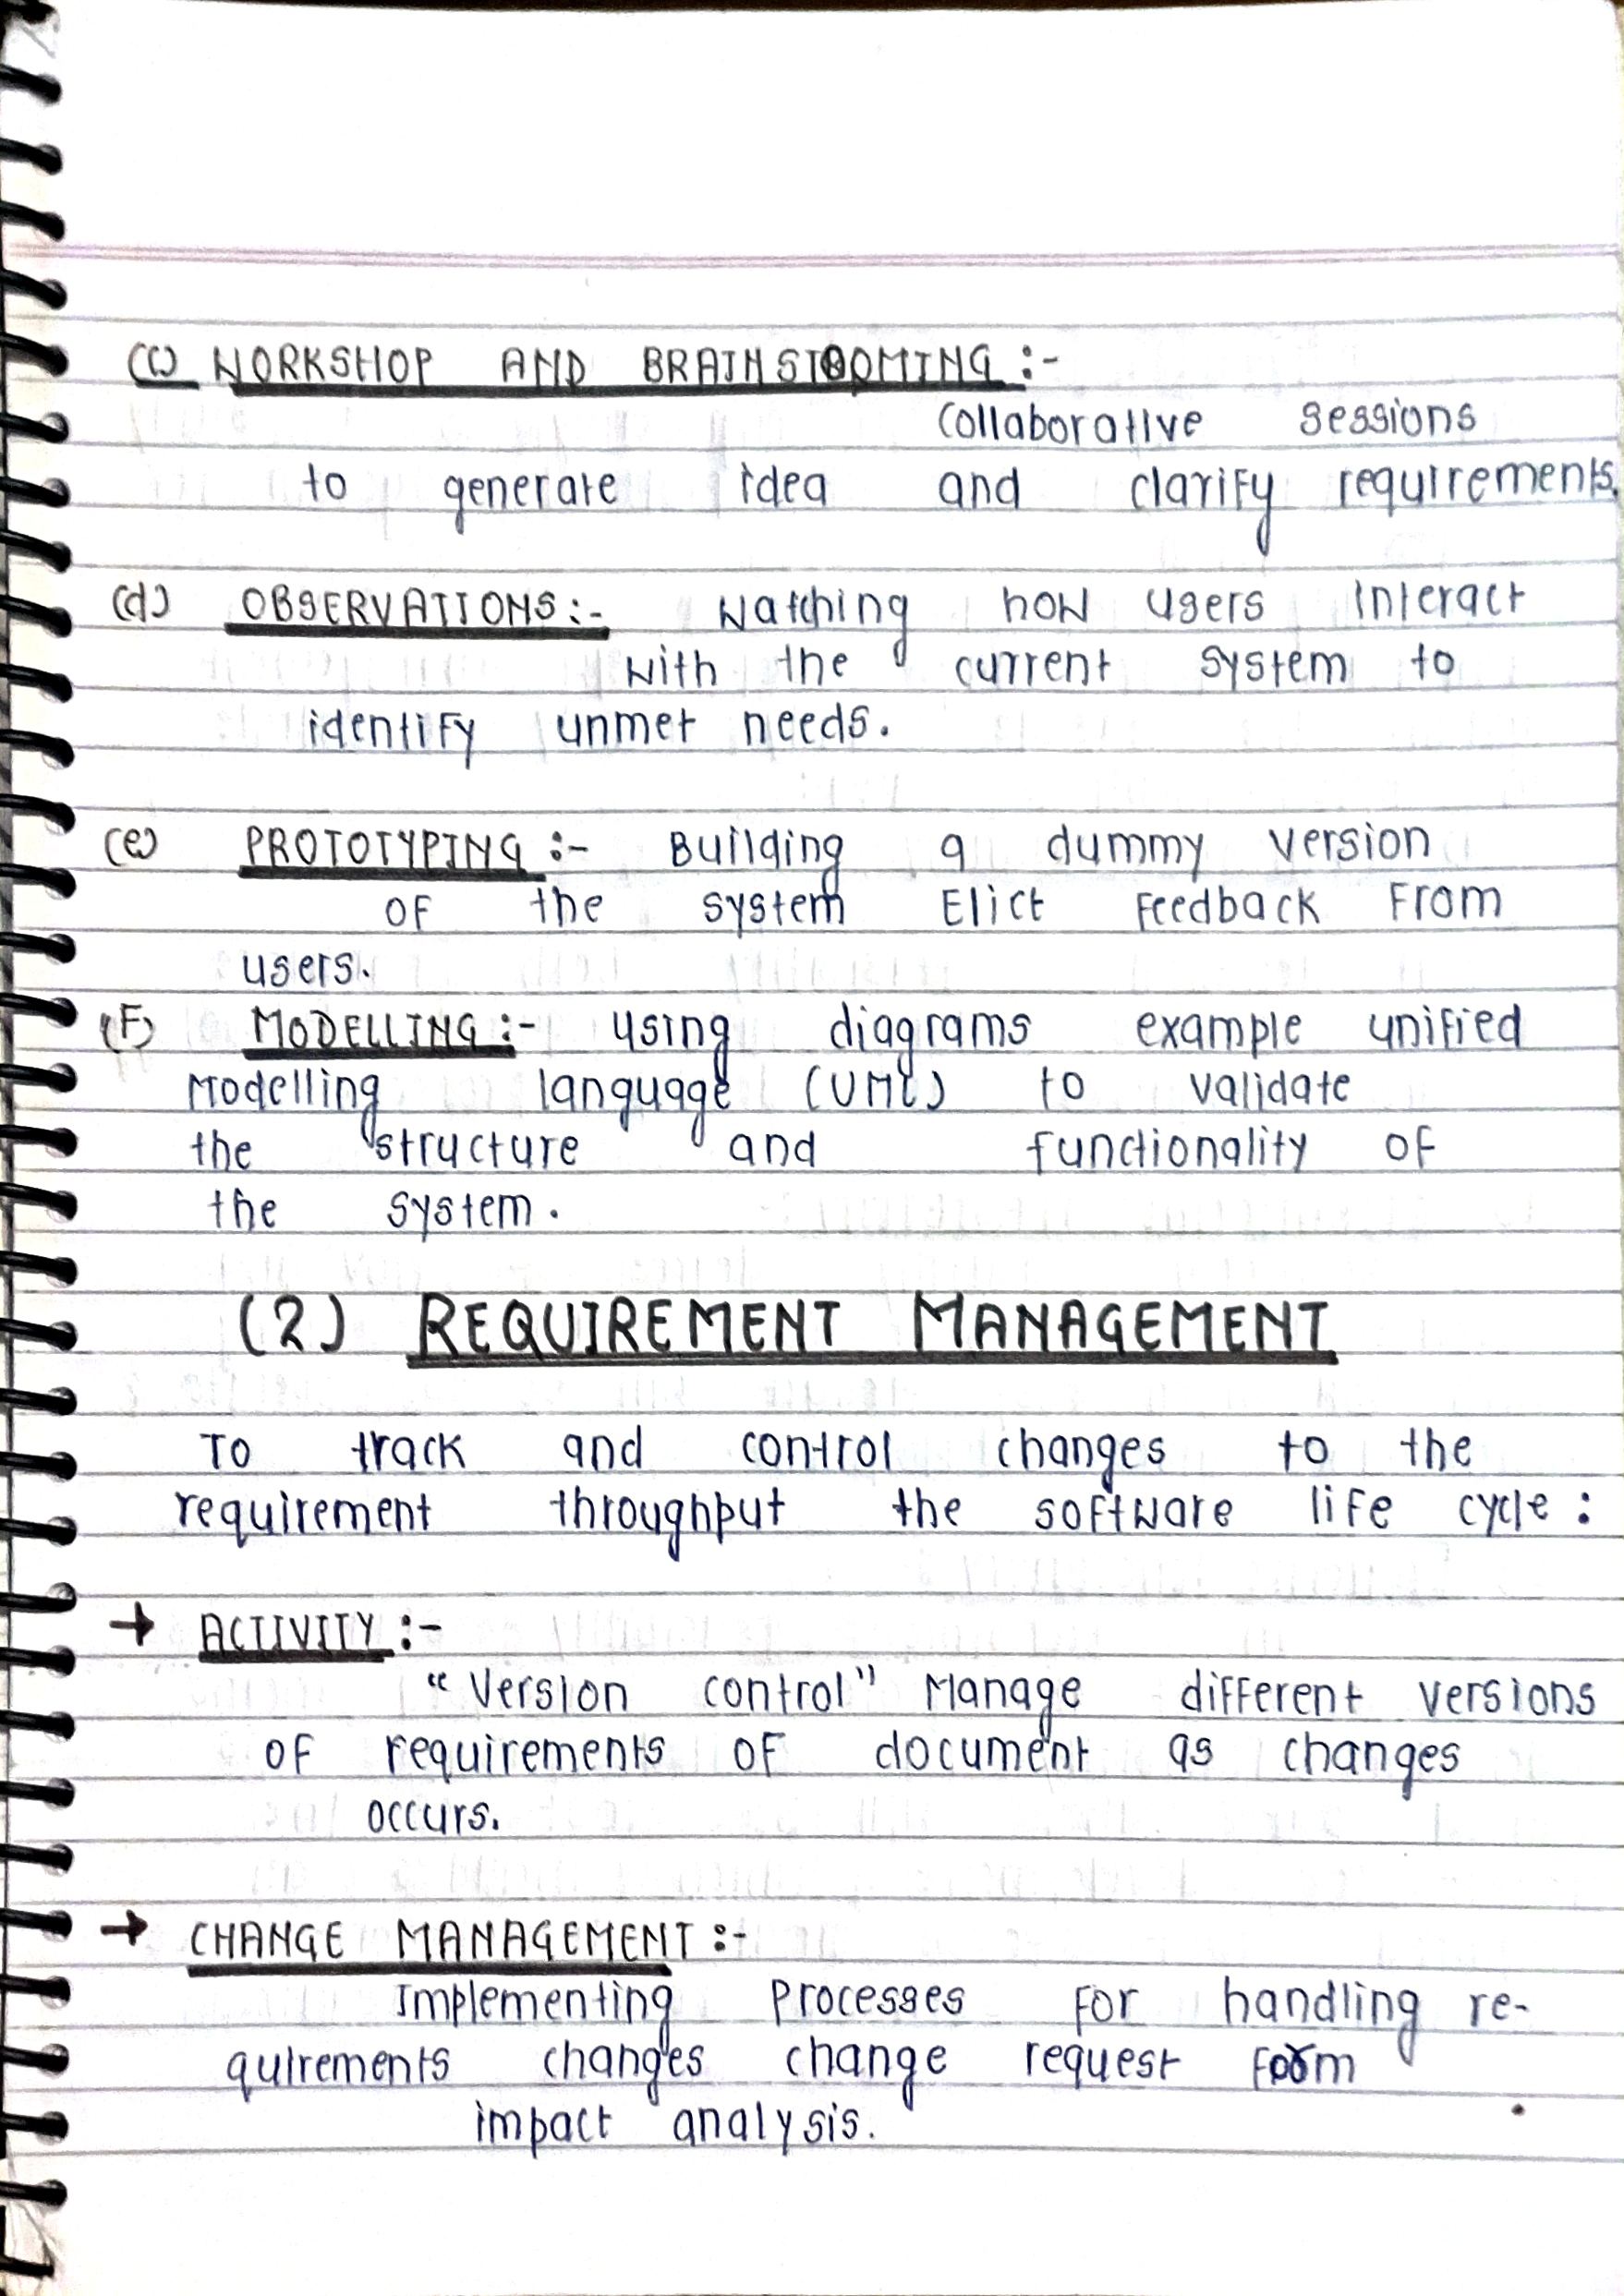 (c) WORKSHOP AND BRAINSTOOMING :-
collaborative sessions
to generate idea and clarify requirements.
(d) OBSERVATIONS :- Watching how users interact
with the current system to
identify unmet needs.
(e) PROTOTYPING :- Building a dummy version
of the system Elict Feedback From
users.
(F) MODELLING :- using diagrams example unified
Modelling language (UML) to validate
the structure and functionality of
the system.
(2) REQUIREMENT MANAGEMENT
To track and control changes to the
requirement throughput the software life cycle :
→ ACTIVITY :-
"Version control" Manage different versions
of requirements of document as changes
occurs.
→ CHANGE MANAGEMENT :-
Implementing processes for handling re-
quirements changes change request form
impact analysis.